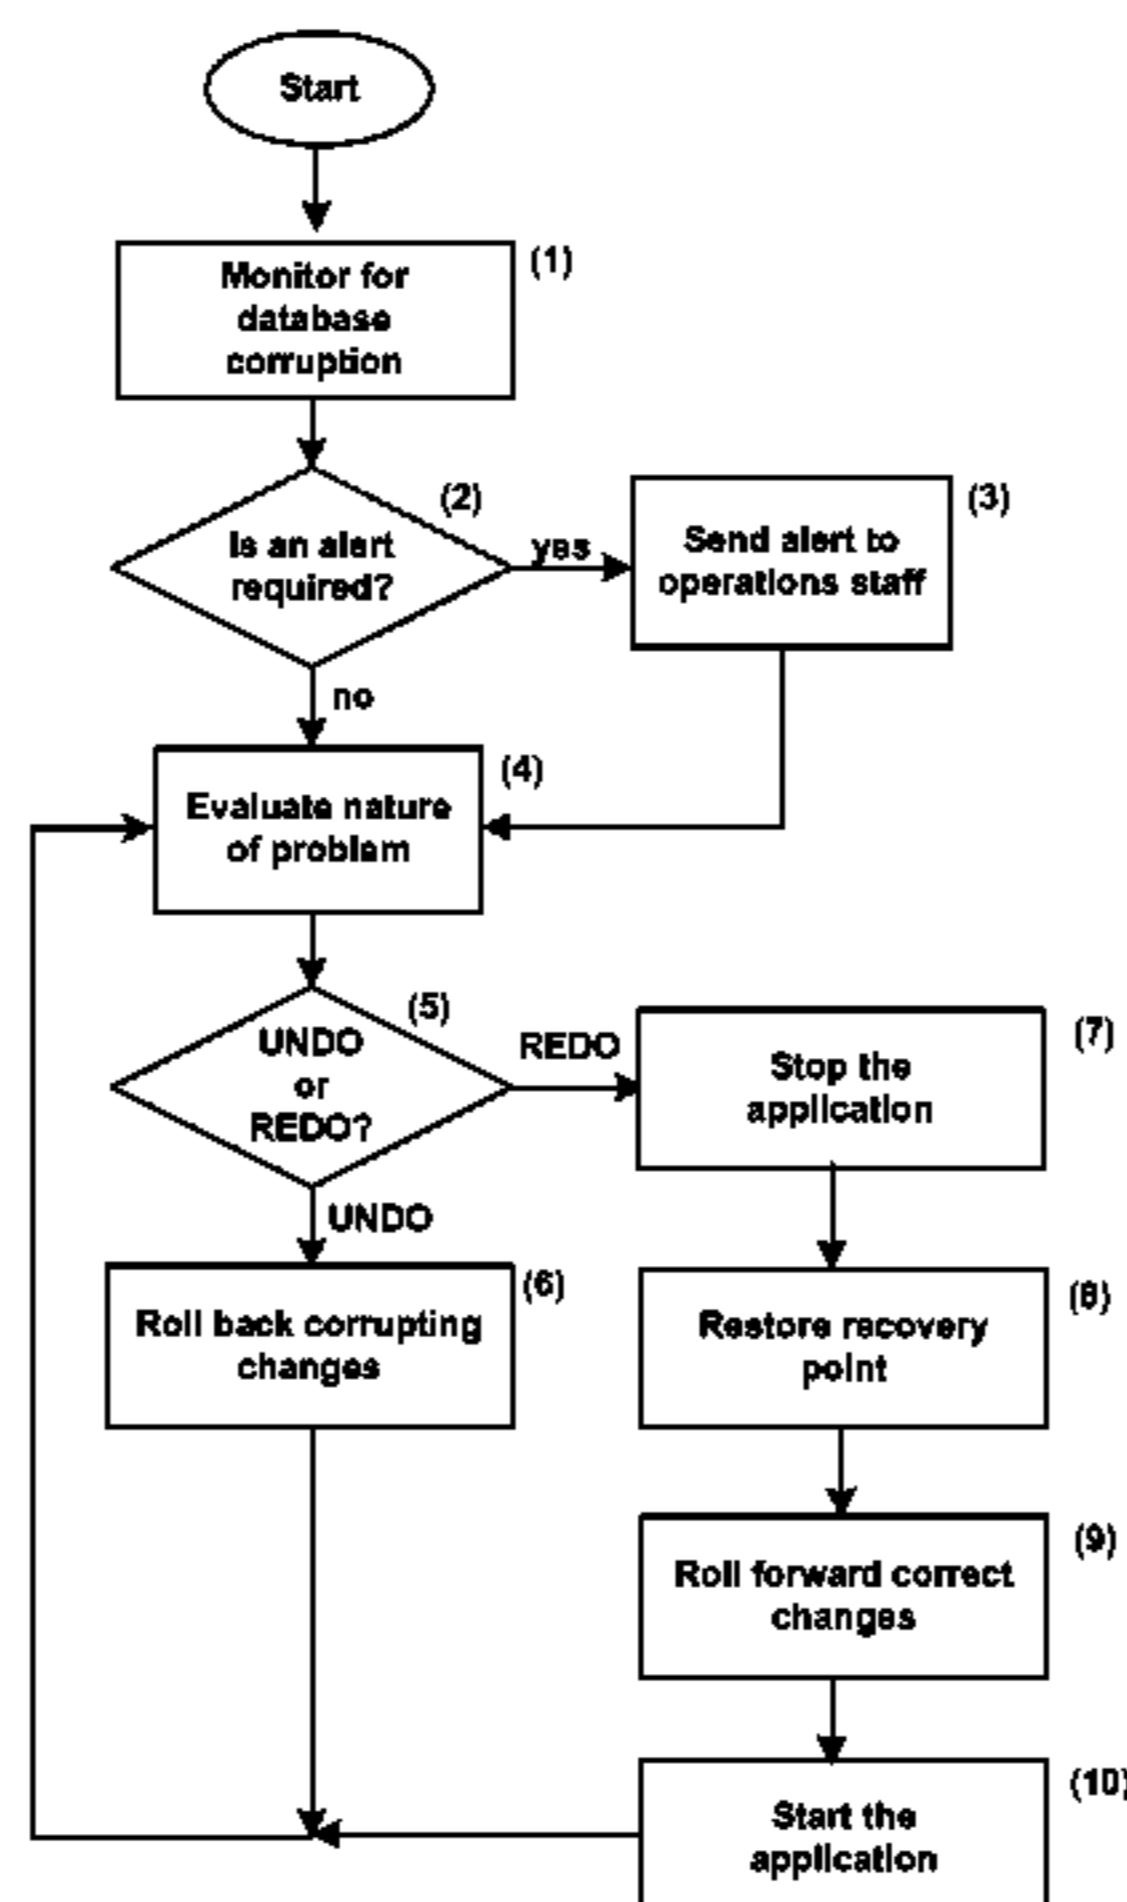 Start
(1)
Monitor for
database
corruption
(2)
Is an alert
required?
yes
(3)
Send alert to
operations staff
no
(4)
Evaluate nature
of problem
(5)
UNDO
or
REDO?
REDO
(7)
Stop the
application
UNDO
(6)
Roll back corrupting
changes
(8)
Restore recovery
point
(9)
Roll forward correct
changes
(10)
Start the
application